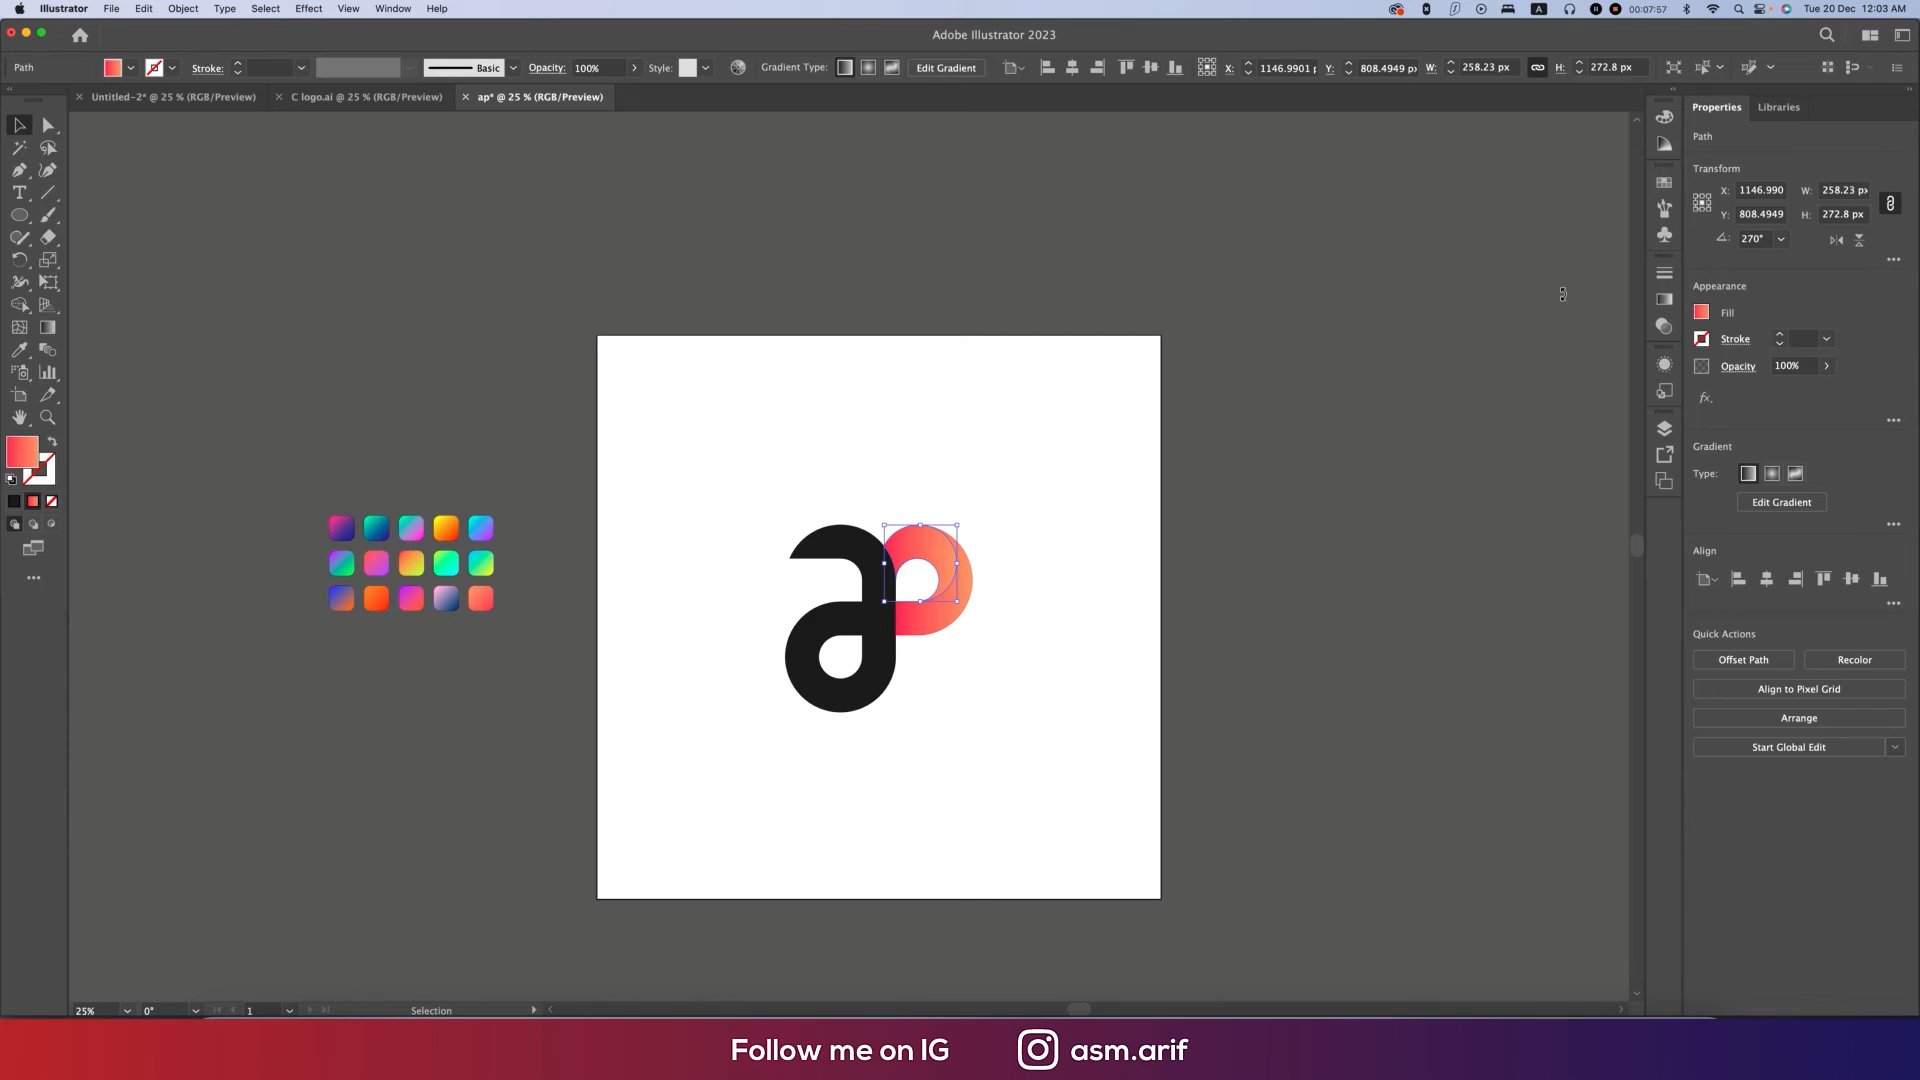 Illustrator File Edit Object Type Select Effect View Window Help
A 00:07:57 Tue 20 Dec 12:03 AM
Adobe Illustrator 2023
Path Stroke: Basic Opacity: 100% Style: Gradient Type: Edit Gradient X: 1146.9901 p Y: 808.4949 px W: 258.23 px H: 272.8 px
Untitled-2* @ 25 % (RGB/Preview) C logo.ai @ 25 % (RGB/Preview) ap* @ 25 % (RGB/Preview)
Properties Libraries
Path
Transform
X: 1146.990 W: 258.23 px
Y: 808.4949 H: 272.8 px
270°
Appearance
Fill
Stroke
Opacity 100%
fx.
Gradient
Type:
Edit Gradient
Align
Quick Actions
Offset Path Recolor
Align to Pixel Grid
Arrange
Start Global Edit
ap
25% 0° 1 Selection
Follow me on IG asm.arif